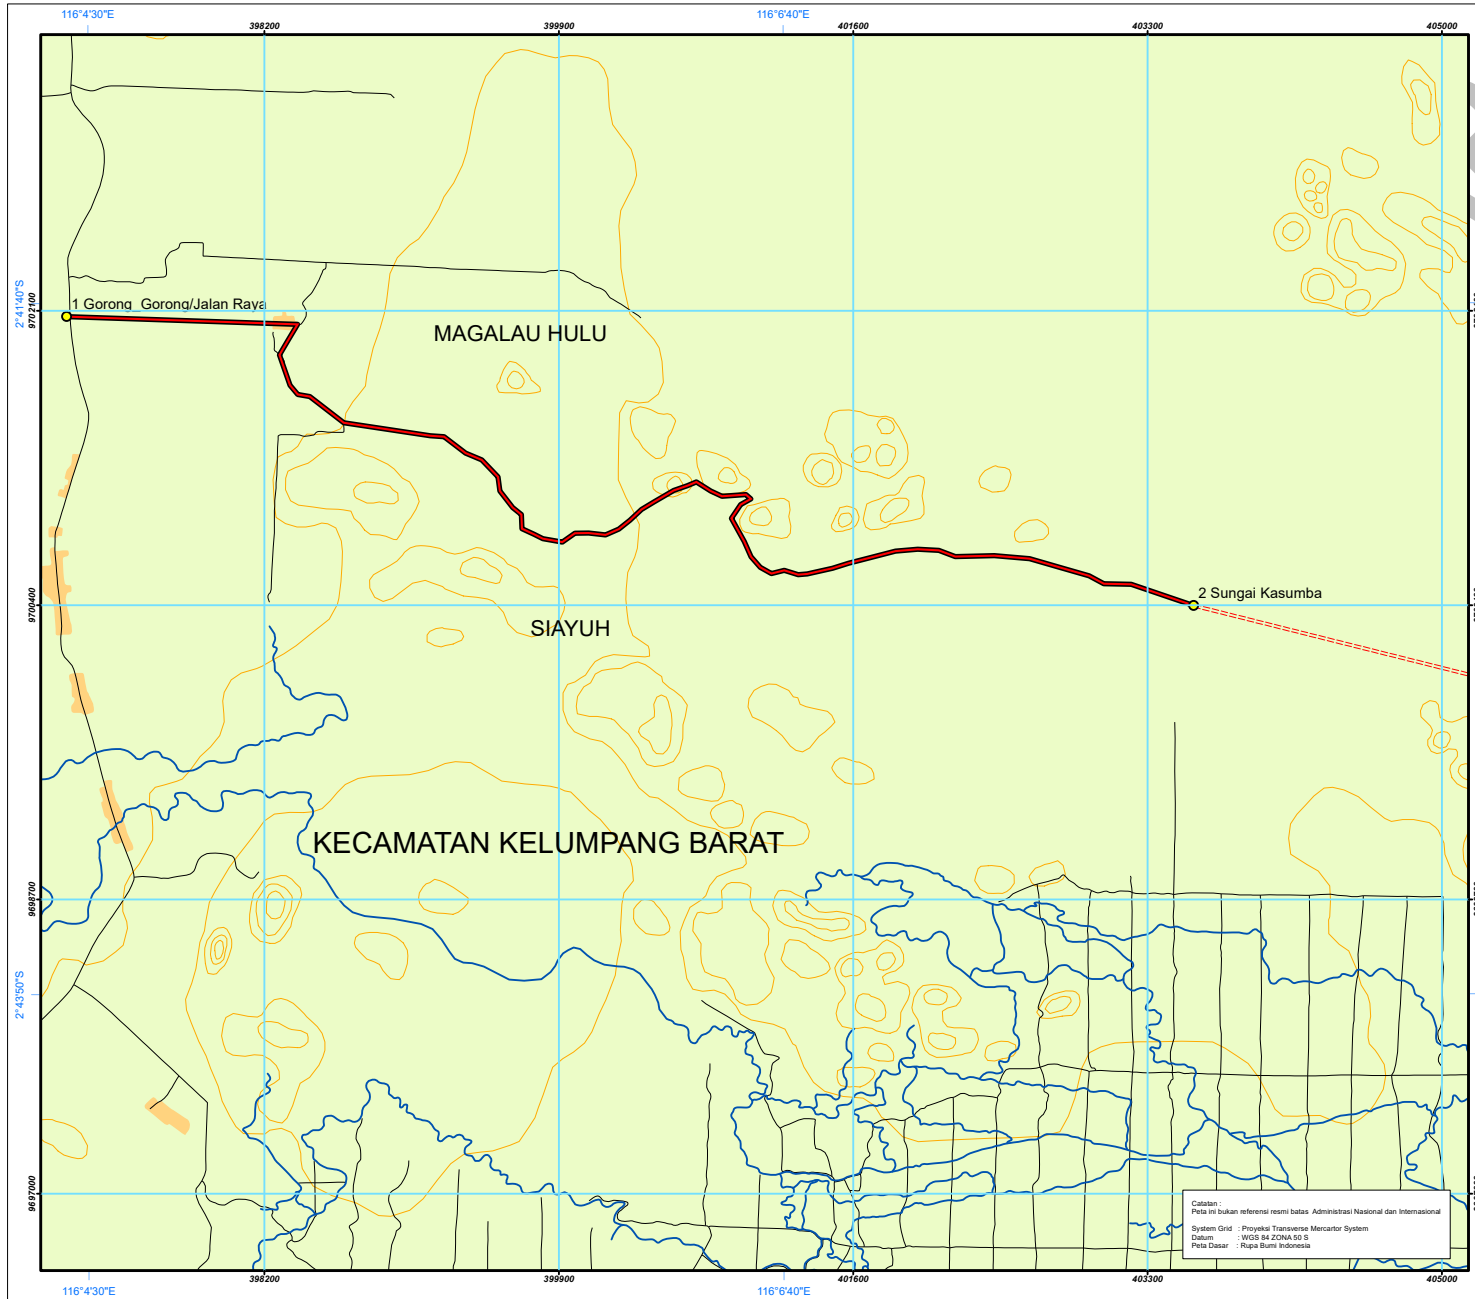 116°4'30"E 116°6'40"E
398200 399900 401600 403300 405000
2°41'40"S
9702100
1 Gorong_Gorong/Jalan Raya
MAGALAU HULU
9700400
2 Sungai Kasumba
SIAYUH
KECAMATAN KELUMPANG BARAT
9698700
2°43'50"S
9697000
Catatan :
Peta ini bukan referensi resmi batas Administrasi Nasional dan Internasional
System Grid : Proyeksi Transverse Mercartor System
Datum : WGS 84 ZONA 50 S
Peta Dasar : Rupa Bumi Indonesia
398200 399900 401600 403300 405000
116°4'30"E 116°6'40"E